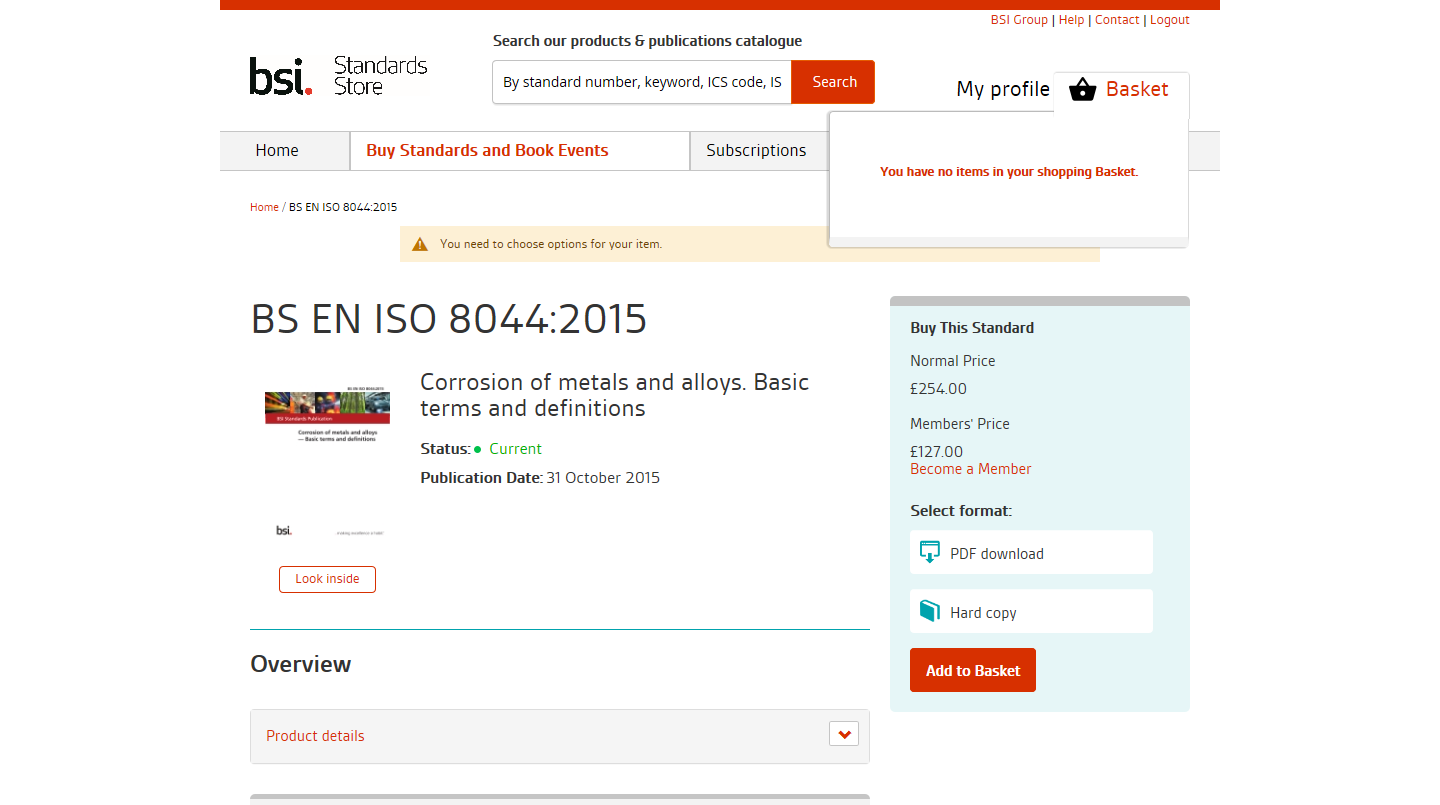 BSI Group | Help | Contact | Logout
Search our products & publications catalogue
bsi. Standards Store
By standard number, keyword, ICS code, IS
Search
My profile
Basket
You have no items in your shopping Basket.
Home
Buy Standards and Book Events
Subscriptions
Home / BS EN ISO 8044:2015
You need to choose options for your item.
BS EN ISO 8044:2015
BS EN ISO 8044:2015
BSI Standards Publication
Corrosion of metals and alloys
— Basic terms and definitions
bsi.
Look inside
Corrosion of metals and alloys. Basic
terms and definitions
Status: Current
Publication Date: 31 October 2015
Buy This Standard
Normal Price
£254.00
Members' Price
£127.00
Become a Member
Select format:
PDF download
Hard copy
Add to Basket
Overview
Product details